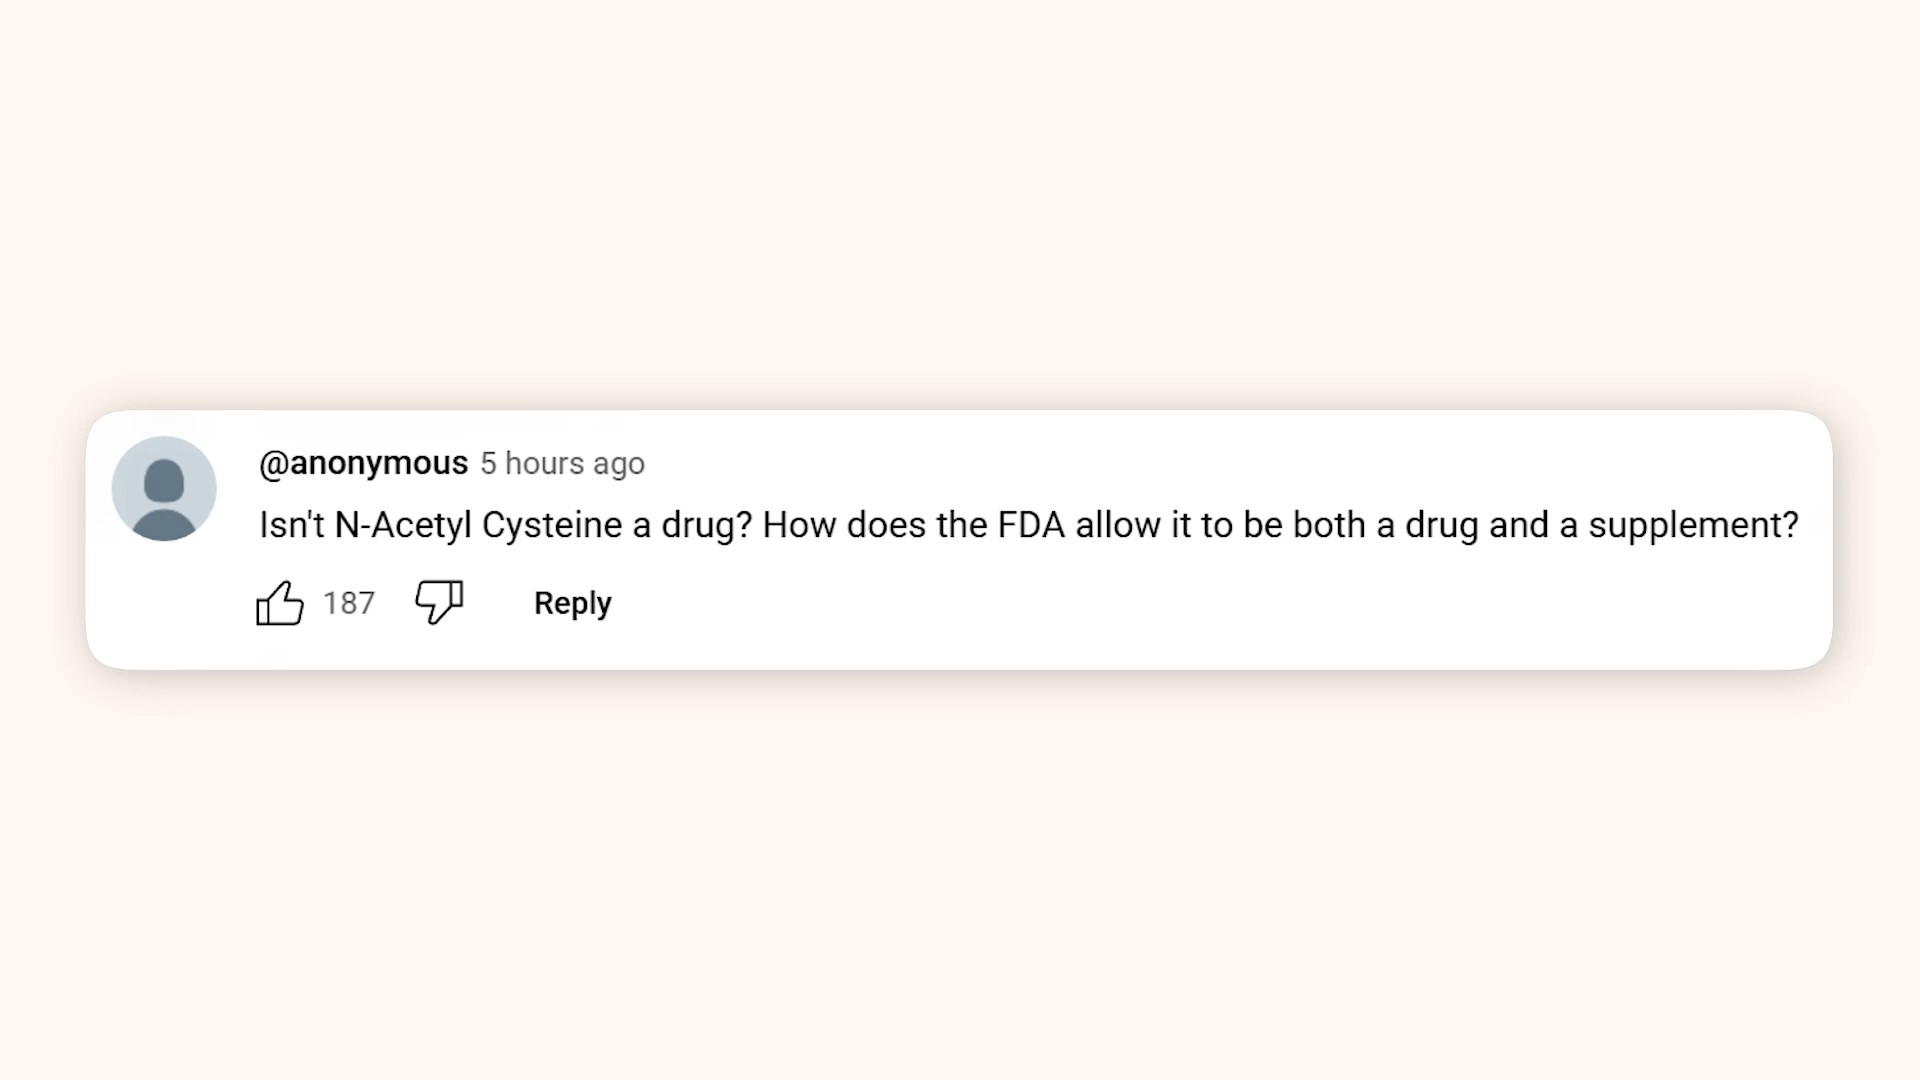 @anonymous 5 hours ago
Isn't N-Acetyl Cysteine a drug? How does the FDA allow it to be both a drug and a supplement?
187 Reply